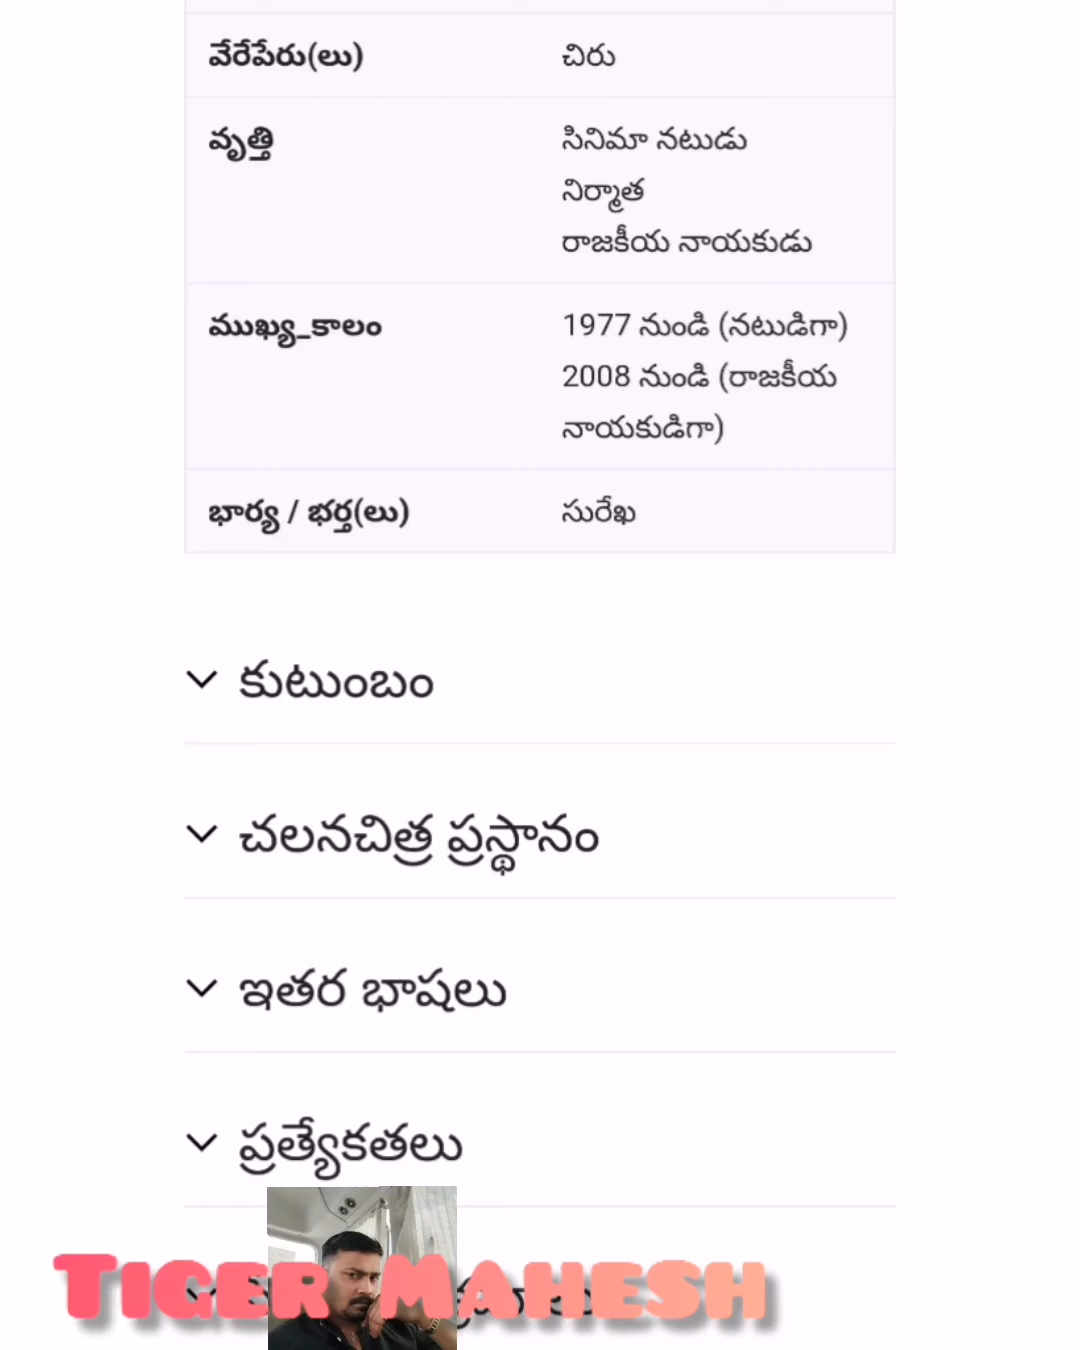 వేరేపేరు(లు) చిరు
వృత్తి సినిమా నటుడు
నిర్మాత
రాజకీయ నాయకుడు
ముఖ్య_కాలం 1977 నుండి (నటుడిగా)
2008 నుండి (రాజకీయ
నాయకుడిగా)
భార్య / భర్త(లు) సురేఖ
కుటుంబం
చలనచిత్ర ప్రస్థానం
ఇతర భాషలు
ప్రత్యేకతలు
TIGER MAHESH